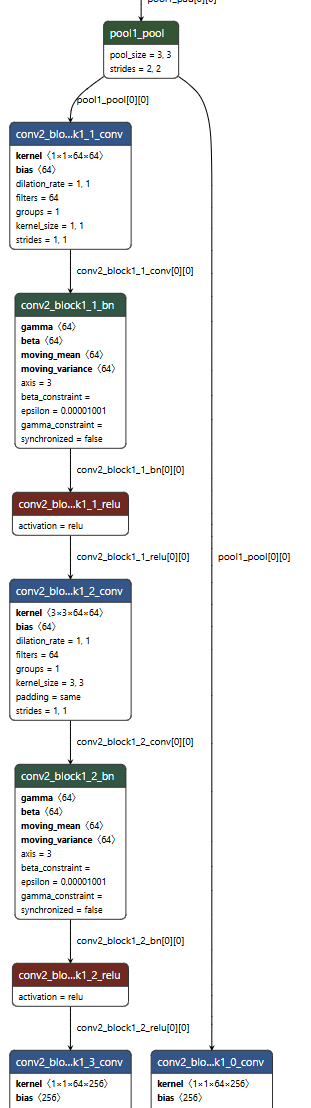 pool1_pad[0][0]
pool1_pool
pool_size = 3, 3
strides = 2, 2
pool1_pool[0][0]
conv2_blo...k1_1_conv
kernel 〈1×1×64×64〉
bias 〈64〉
dilation_rate = 1, 1
filters = 64
groups = 1
kernel_size = 1, 1
strides = 1, 1
conv2_block1_1_conv[0][0]
conv2_block1_1_bn
gamma 〈64〉
beta 〈64〉
moving_mean 〈64〉
moving_variance 〈64〉
axis = 3
beta_constraint =
epsilon = 0.00001001
gamma_constraint =
synchronized = false
conv2_block1_1_bn[0][0]
conv2_blo...k1_1_relu
activation = relu
conv2_block1_1_relu[0][0]
pool1_pool[0][0]
conv2_blo...k1_2_conv
kernel 〈3×3×64×64〉
bias 〈64〉
dilation_rate = 1, 1
filters = 64
groups = 1
kernel_size = 3, 3
padding = same
strides = 1, 1
conv2_block1_2_conv[0][0]
conv2_block1_2_bn
gamma 〈64〉
beta 〈64〉
moving_mean 〈64〉
moving_variance 〈64〉
axis = 3
beta_constraint =
epsilon = 0.00001001
gamma_constraint =
synchronized = false
conv2_block1_2_bn[0][0]
conv2_blo...k1_2_relu
activation = relu
conv2_block1_2_relu[0][0]
conv2_blo...k1_3_conv
kernel 〈1×1×64×256〉
bias 〈256〉
conv2_blo...k1_0_conv
kernel 〈1×1×64×256〉
bias 〈256〉